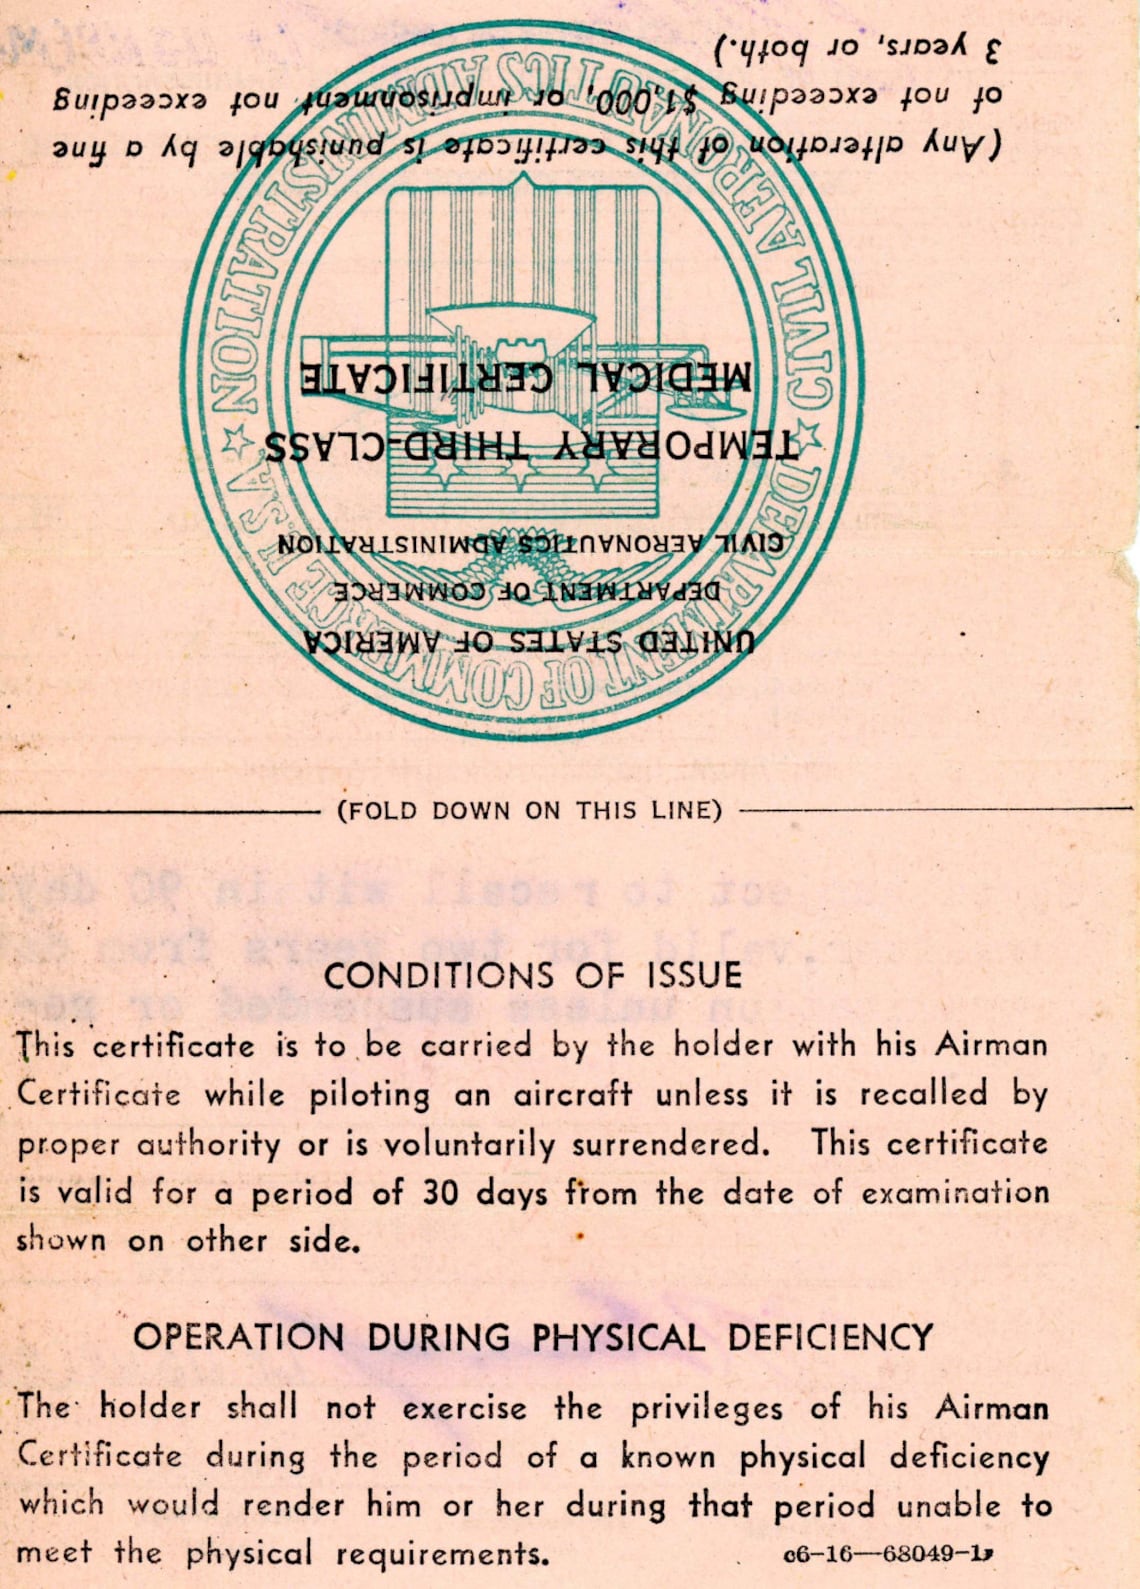 UNITED STATES OF AMERICA
DEPARTMENT OF COMMERCE
CIVIL AERONAUTICS ADMINISTRATION
TEMPORARY THIRD-CLASS
MEDICAL CERTIFICATE
(Any alteration of this certificate is punishable by a fine
of not exceeding $1,000, or imprisonment not exceeding
3 years, or both.)
DEPARTMENT OF COMMERCE U.S.A.
CIVIL AERONAUTICS ADMINISTRATION
(FOLD DOWN ON THIS LINE)
CONDITIONS OF ISSUE
This certificate is to be carried by the holder with his Airman
Certificate while piloting an aircraft unless it is recalled by
proper authority or is voluntarily surrendered. This certificate
is valid for a period of 30 days from the date of examination
shown on other side.
OPERATION DURING PHYSICAL DEFICIENCY
The holder shall not exercise the privileges of his Airman
Certificate during the period of a known physical deficiency
which would render him or her during that period unable to
meet the physical requirements.
c6-16—68049-1